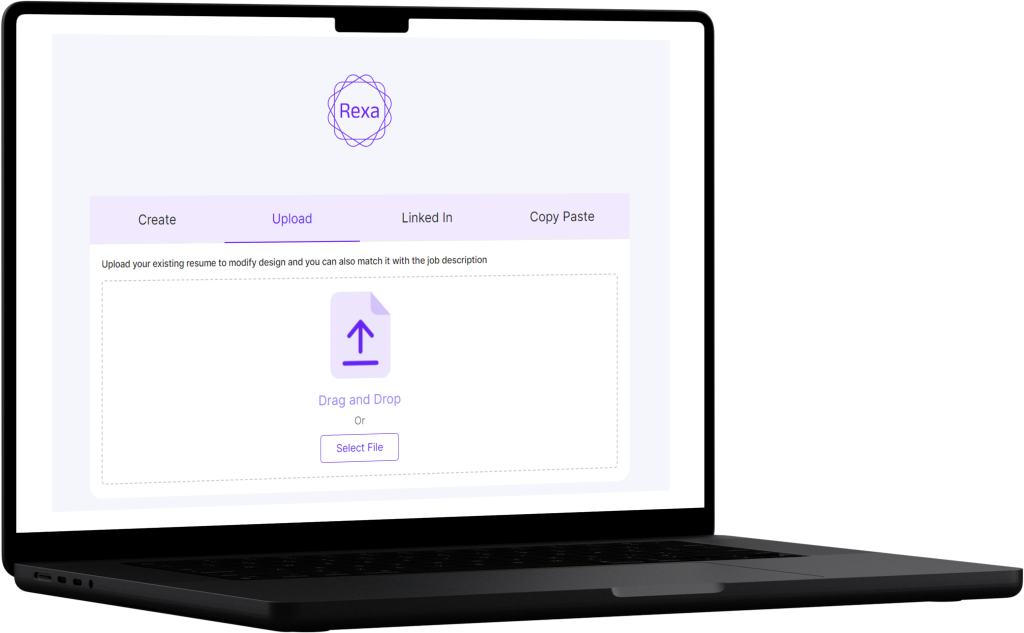 Rexa
Create Upload Linked In Copy Paste
Upload your existing resume to modify design and you can also match it with the job description
Drag and Drop
Or
Select File